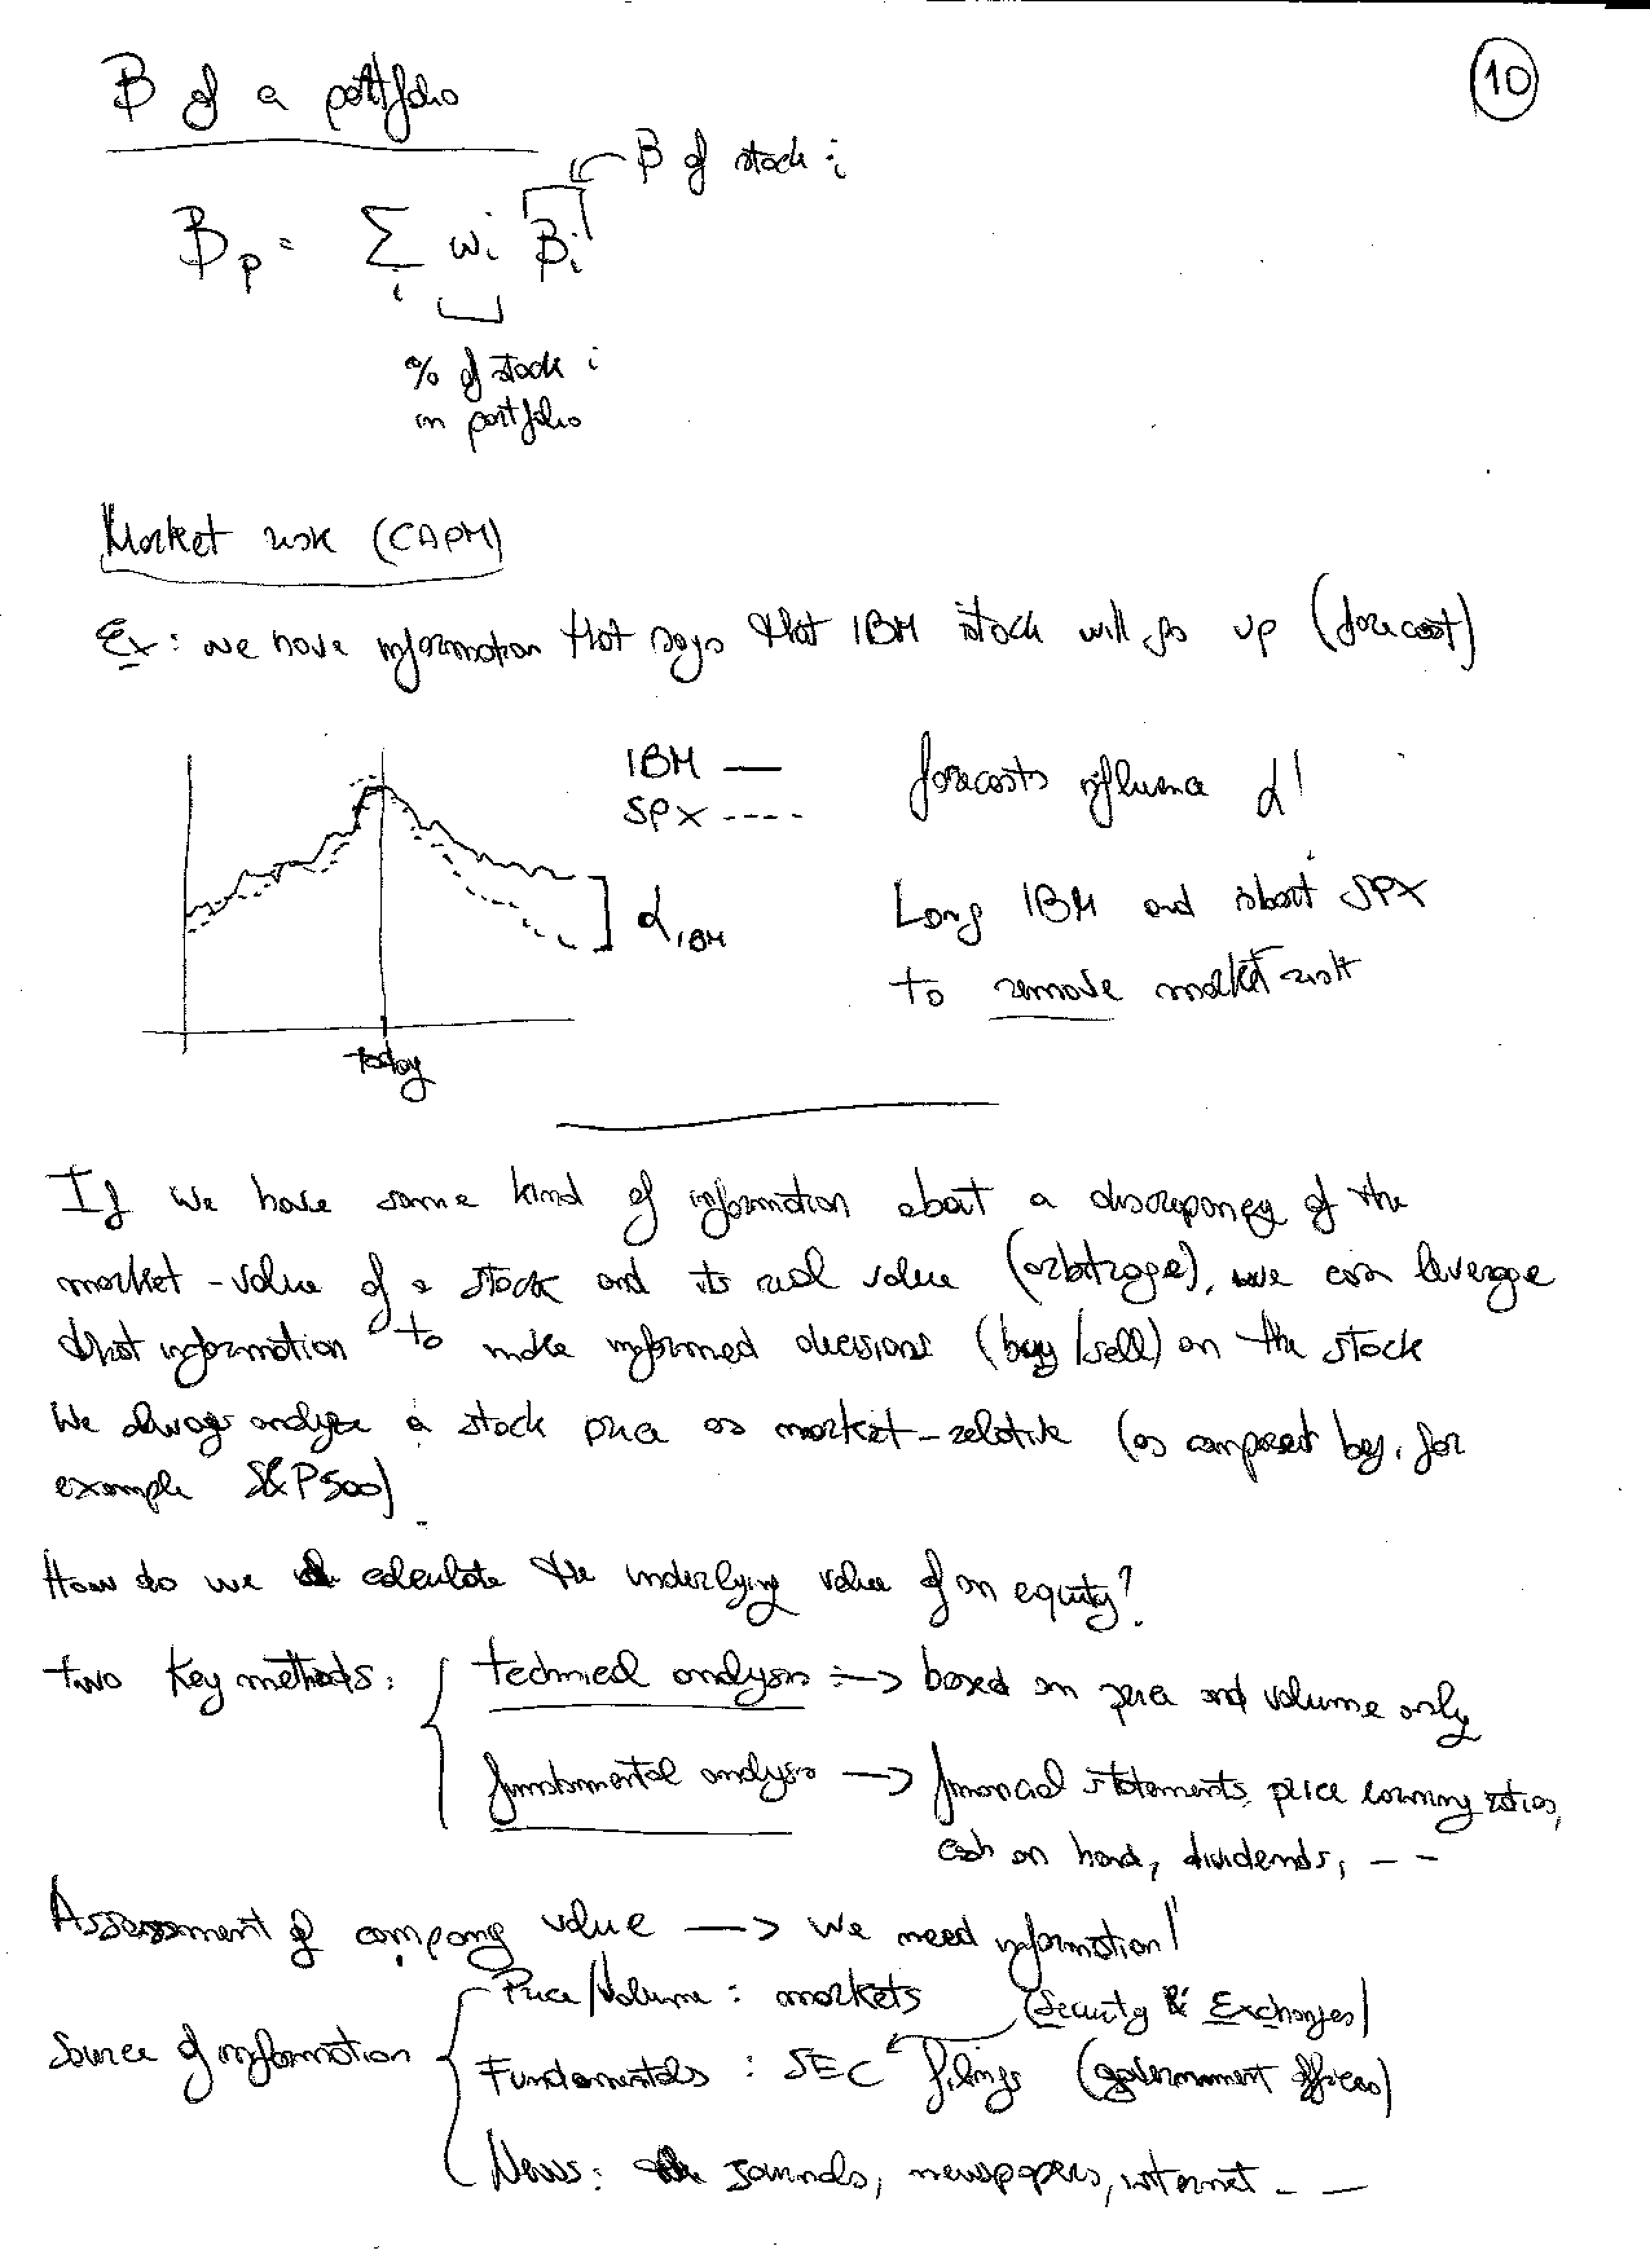 10
β of a portfolio
β of stock i
βp = Σi wi βi
% of stock i
in portfolio
Market risk (CAPM)
Ex: we have information that says that IBM stock will go up (forecast)
IBM —
SPX ----
forecasts influence α!
αIBM
Long IBM and short SPX
to remove market risk
today
If we have some kind of information about a discrepancy of the
market-value of a stock and its real value (arbitrage), we can leverage
that information to make informed decisions (buy/sell) on the stock
We always analyze a stock price as market-relative (as compared by, for
example S&P500)
How do we calculate the underlying value of an equity?
two key methods:
technical analysis :-> based on price and volume only
fundamental analysis -> financial statements, price earning ratios,
cash on hand, dividends, --
Assessment of company value —> we need information!
Source of information
Price/Volume : markets
(Security & Exchanges)
Fundamentals : SEC filings (government offices)
News: journals, newspapers, internet --